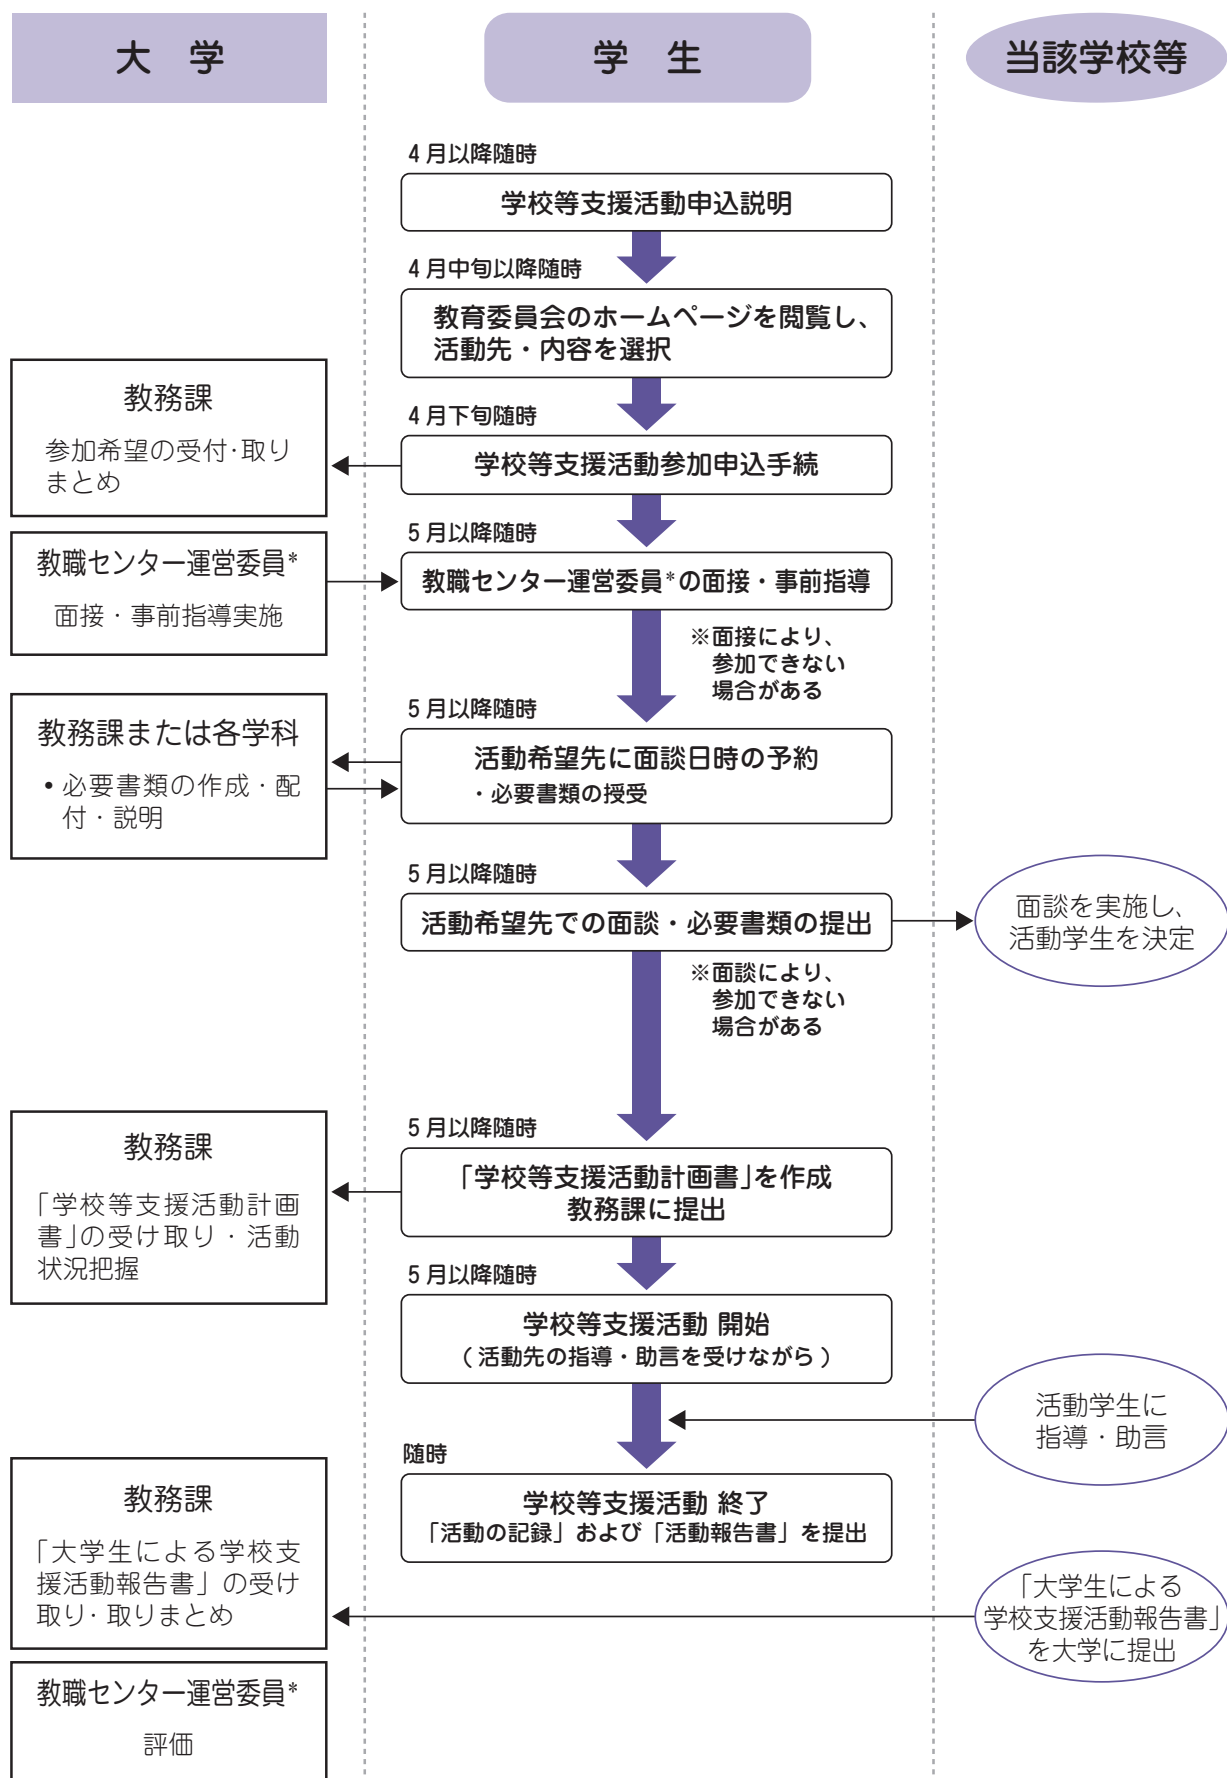 大　学
学　生
当該学校等
4月以降随時
学校等支援活動申込説明
4月中旬以降随時
教育委員会のホームページを閲覧し、
活動先・内容を選択
教務課
参加希望の受付・取り
まとめ
4月下旬随時
学校等支援活動参加申込手続
教職センター運営委員*
面接・事前指導実施
5月以降随時
教職センター運営委員*の面接・事前指導
※面接により、
参加できない
場合がある
教務課または各学科
・必要書類の作成・配
付・説明
5月以降随時
活動希望先に面談日時の予約
・必要書類の授受
5月以降随時
活動希望先での面談・必要書類の提出
面談を実施し、
活動学生を決定
※面談により、
参加できない
場合がある
教務課
「学校等支援活動計画
書」の受け取り・活動
状況把握
5月以降随時
「学校等支援活動計画書」を作成
教務課に提出
5月以降随時
学校等支援活動 開始
（活動先の指導・助言を受けながら）
活動学生に
指導・助言
随時
学校等支援活動 終了
「活動の記録」および「活動報告書」を提出
教務課
「大学生による学校支
援活動報告書」の受け
取り・取りまとめ
「大学生による
学校支援活動報告書」
を大学に提出
教職センター運営委員*
評価